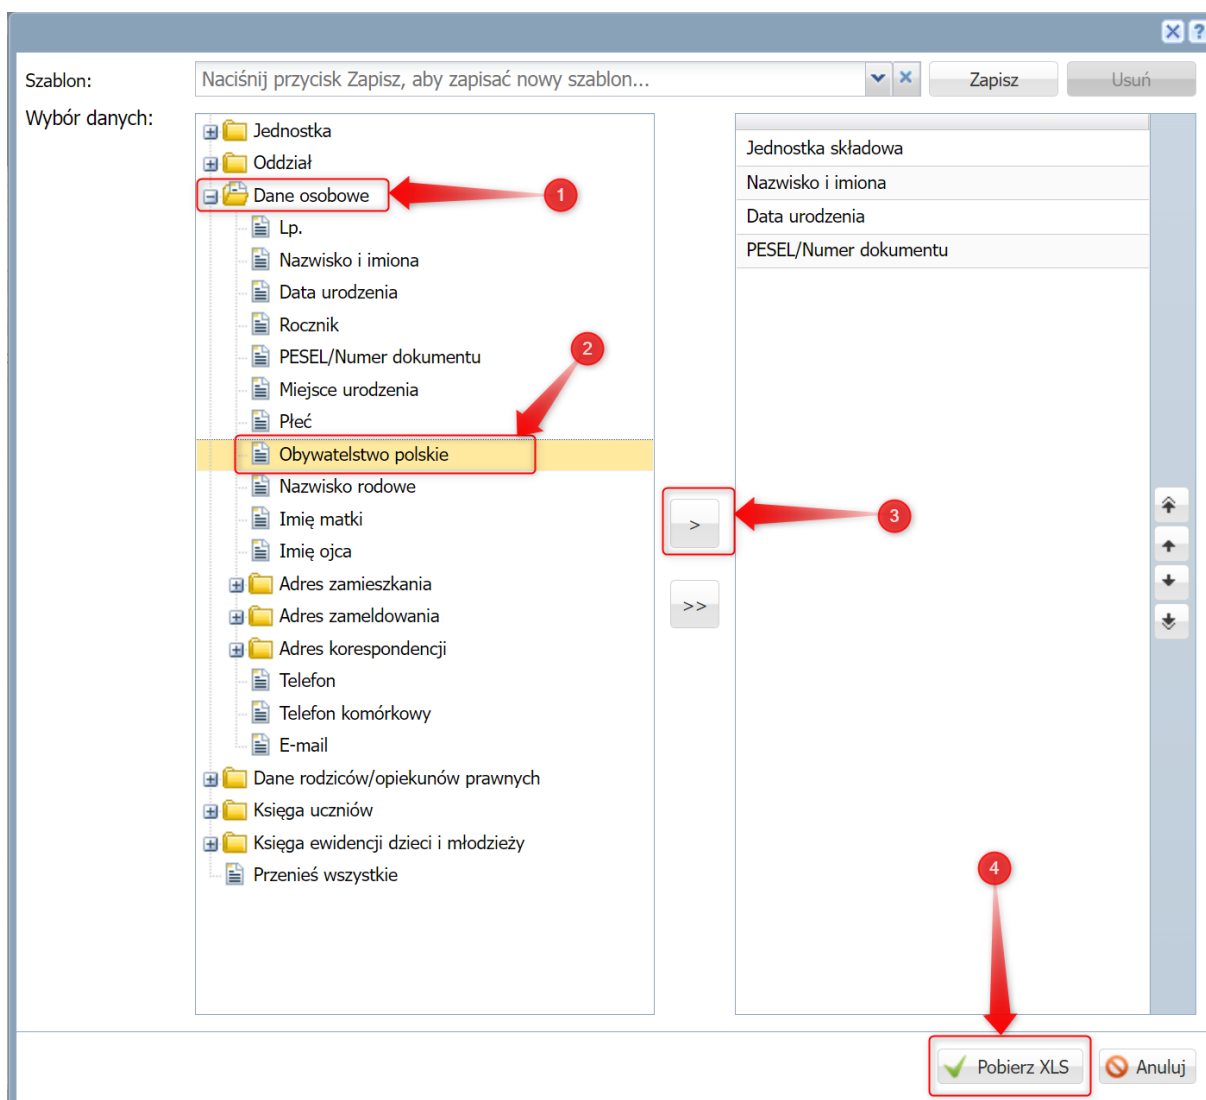 Szablon:
Naciśnij przycisk Zapisz, aby zapisać nowy szablon...
Zapisz
Usuń
Wybór danych:
Jednostka
Oddział
Dane osobowe
1
Lp.
Nazwisko i imiona
Data urodzenia
Rocznik
PESEL/Numer dokumentu
2
Miejsce urodzenia
Płeć
Obywatelstwo polskie
Nazwisko rodowe
Imię matki
Imię ojca
Adres zamieszkania
Adres zameldowania
Adres korespondencji
Telefon
Telefon komórkowy
E-mail
Dane rodziców/opiekunów prawnych
Księga uczniów
Księga ewidencji dzieci i młodzieży
Przenieś wszystkie
>
3
>>
Jednostka składowa
Nazwisko i imiona
Data urodzenia
PESEL/Numer dokumentu
4
Pobierz XLS
Anuluj